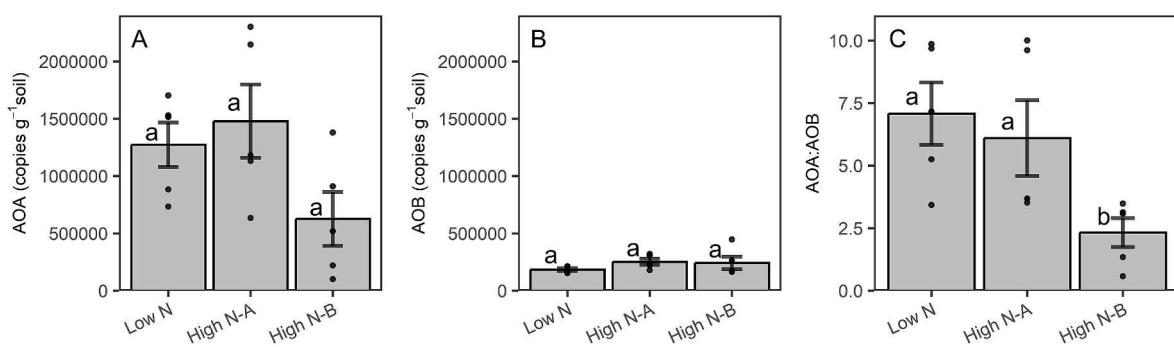 A
AOA (copies g⁻¹soil)
2000000
1500000
1000000
500000
0
a
a
a
Low N
High N-A
High N-B
B
AOB (copies g⁻¹soil)
2000000
1500000
1000000
500000
0
a
a
a
Low N
High N-A
High N-B
C
AOA:AOB
10.0
7.5
5.0
2.5
0.0
a
a
b
Low N
High N-A
High N-B